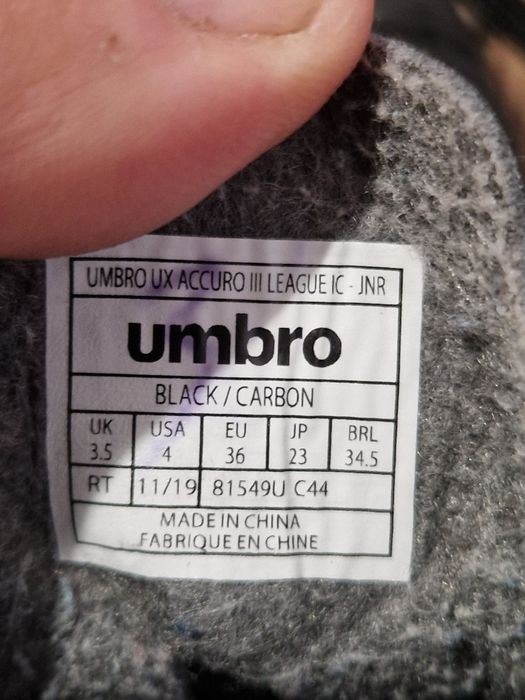 UMBRO UX ACCURO III LEAGUE IC - JNR
umbro
BLACK / CARBON
UK USA EU JP BRL
3.5 4 36 23 34.5
RT 11/19 81549U C44
MADE IN CHINA
FABRIQUE EN CHINE